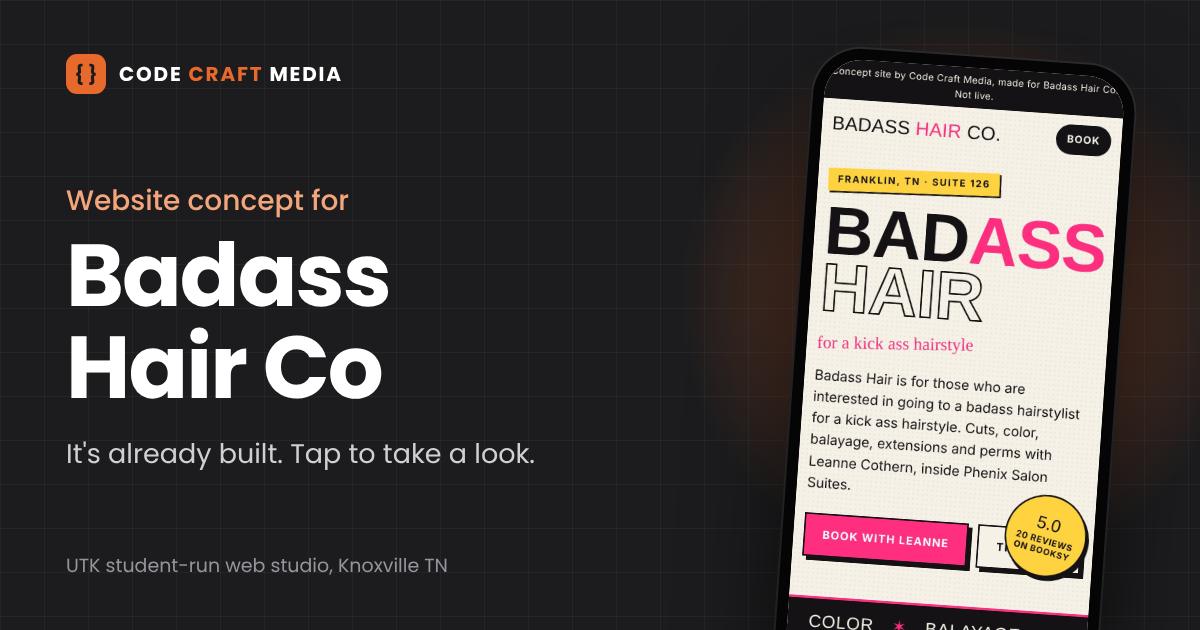 { } CODE CRAFT MEDIA
Website concept for
Badass
Hair Co
It's already built. Tap to take a look.
UTK student-run web studio, Knoxville TN
Concept site by Code Craft Media, made for Badass Hair Co.
Not live.
BADASS HAIR CO.
BOOK
FRANKLIN, TN · SUITE 126
BADASS
HAIR
for a kick ass hairstyle
Badass Hair is for those who are
interested in going to a badass hairstylist
for a kick ass hairstyle. Cuts, color,
balayage, extensions and perms with
Leanne Cothern, inside Phenix Salon
Suites.
BOOK WITH LEANNE
5.0
20 REVIEWS
ON BOOKSY
COLOR ✶ BALAYAGE